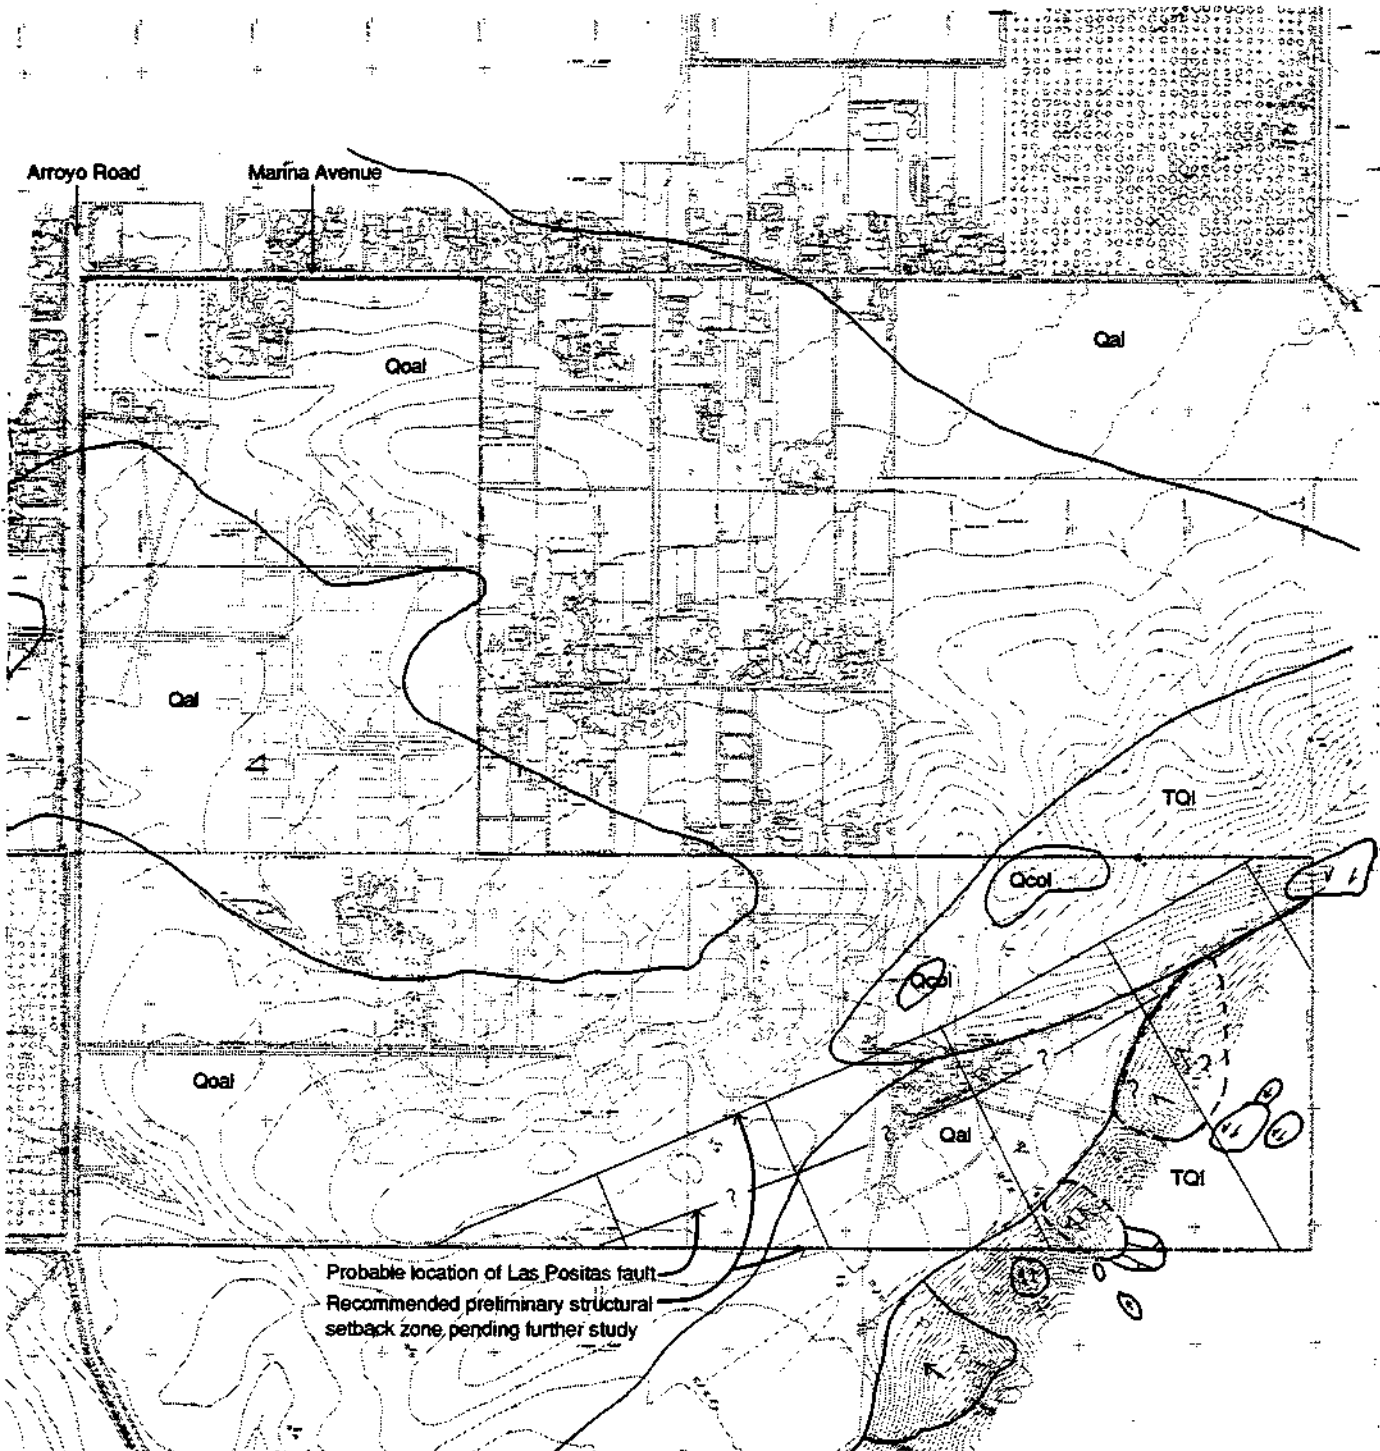 Arroyo Road
Marina Avenue
Qal
Qoal
Qal
TQl
Qcol
Qcol
Qoal
?
?
?
Qal
?
?
TQl
Probable location of Las Positas fault
Recommended preliminary structural
setback zone pending further study